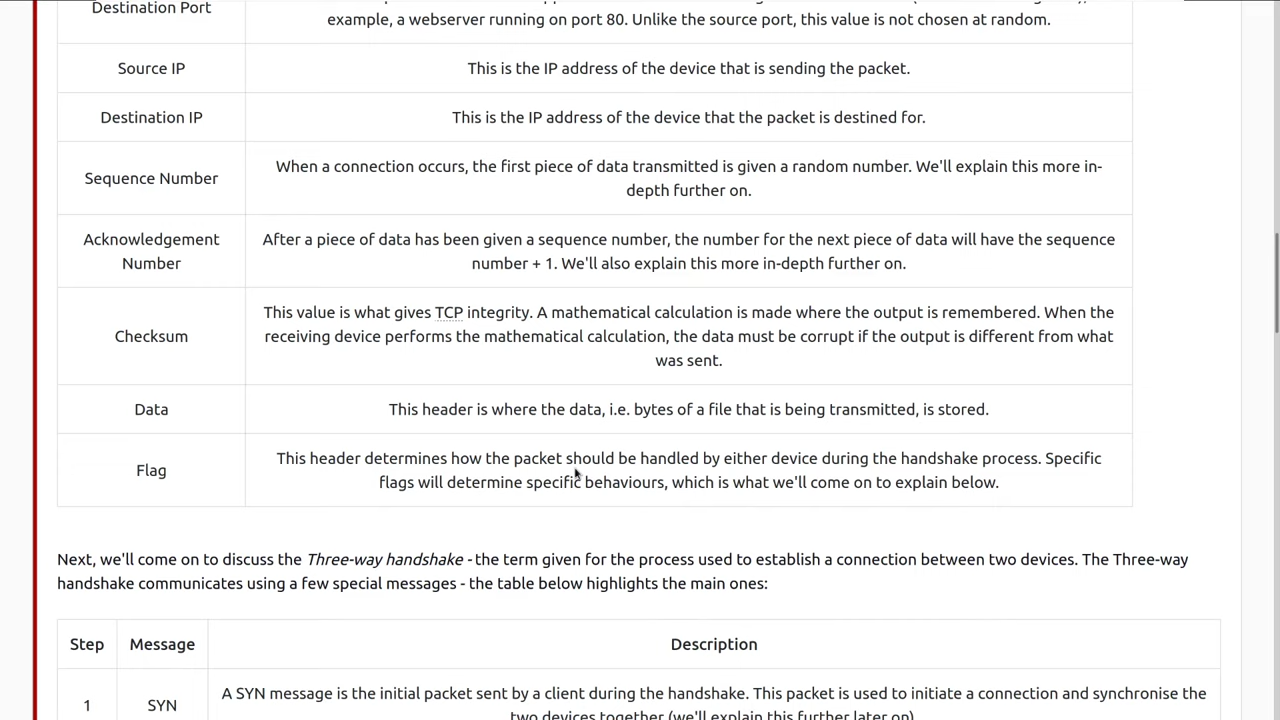 Destination Port
example, a webserver running on port 80. Unlike the source port, this value is not chosen at random.
Source IP
This is the IP address of the device that is sending the packet.
Destination IP
This is the IP address of the device that the packet is destined for.
Sequence Number
When a connection occurs, the first piece of data transmitted is given a random number. We'll explain this more in-
depth further on.
Acknowledgement
Number
After a piece of data has been given a sequence number, the number for the next piece of data will have the sequence
number + 1. We'll also explain this more in-depth further on.
Checksum
This value is what gives TCP integrity. A mathematical calculation is made where the output is remembered. When the
receiving device performs the mathematical calculation, the data must be corrupt if the output is different from what
was sent.
Data
This header is where the data, i.e. bytes of a file that is being transmitted, is stored.
Flag
This header determines how the packet should be handled by either device during the handshake process. Specific
flags will determine specific behaviours, which is what we'll come on to explain below.
Next, we'll come on to discuss the Three-way handshake - the term given for the process used to establish a connection between two devices. The Three-way
handshake communicates using a few special messages - the table below highlights the main ones:
Step
Message
Description
1
SYN
A SYN message is the initial packet sent by a client during the handshake. This packet is used to initiate a connection and synchronise the
two devices together (we'll explain this further later on).